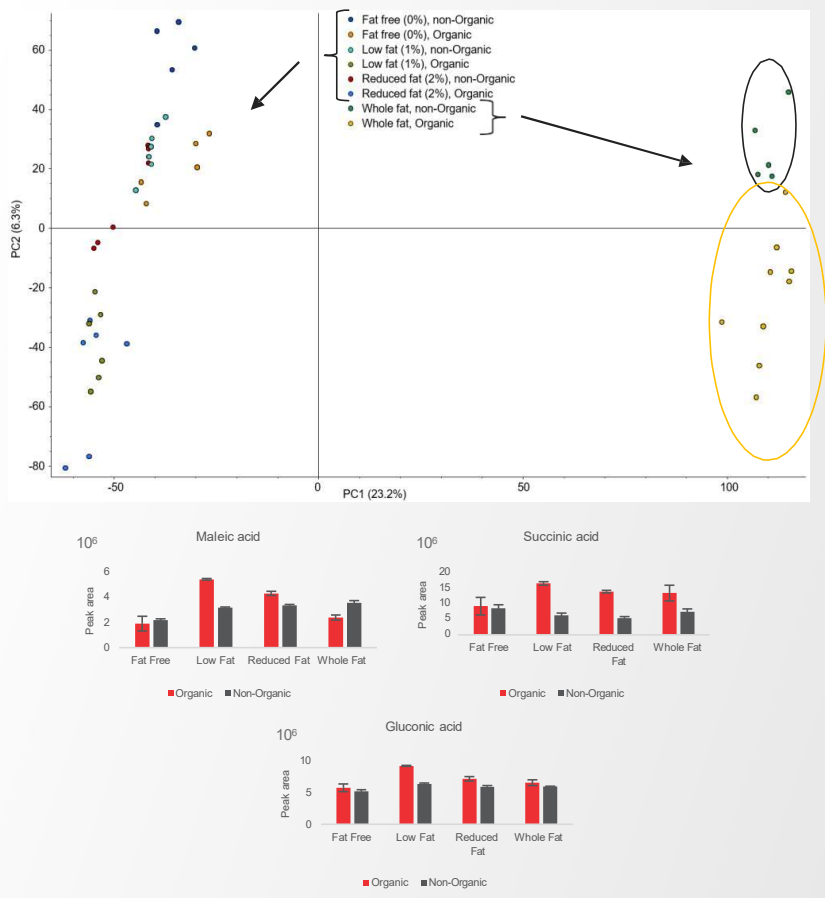 Fat free (0%), non-Organic
Fat free (0%), Organic
Low fat (1%), non-Organic
Low fat (1%), Organic
Reduced fat (2%), non-Organic
Reduced fat (2%), Organic
Whole fat, non-Organic
Whole fat, Organic
60
40
20
0
-20
-40
-60
-80
PC2 (6.3%)
-50
0
50
100
PC1 (23.2%)
10⁶
Maleic acid
Peak area
6
4
2
0
Fat Free
Low Fat
Reduced Fat
Whole Fat
Organic
Non-Organic
10⁶
Succinic acid
Peak area
20
15
10
5
0
Fat Free
Low Fat
Reduced
Fat
Whole Fat
Organic
Non-Organic
10⁶
Gluconic acid
Peak area
10
5
0
Fat Free
Low Fat
Reduced
Fat
Whole Fat
Organic
Non-Organic